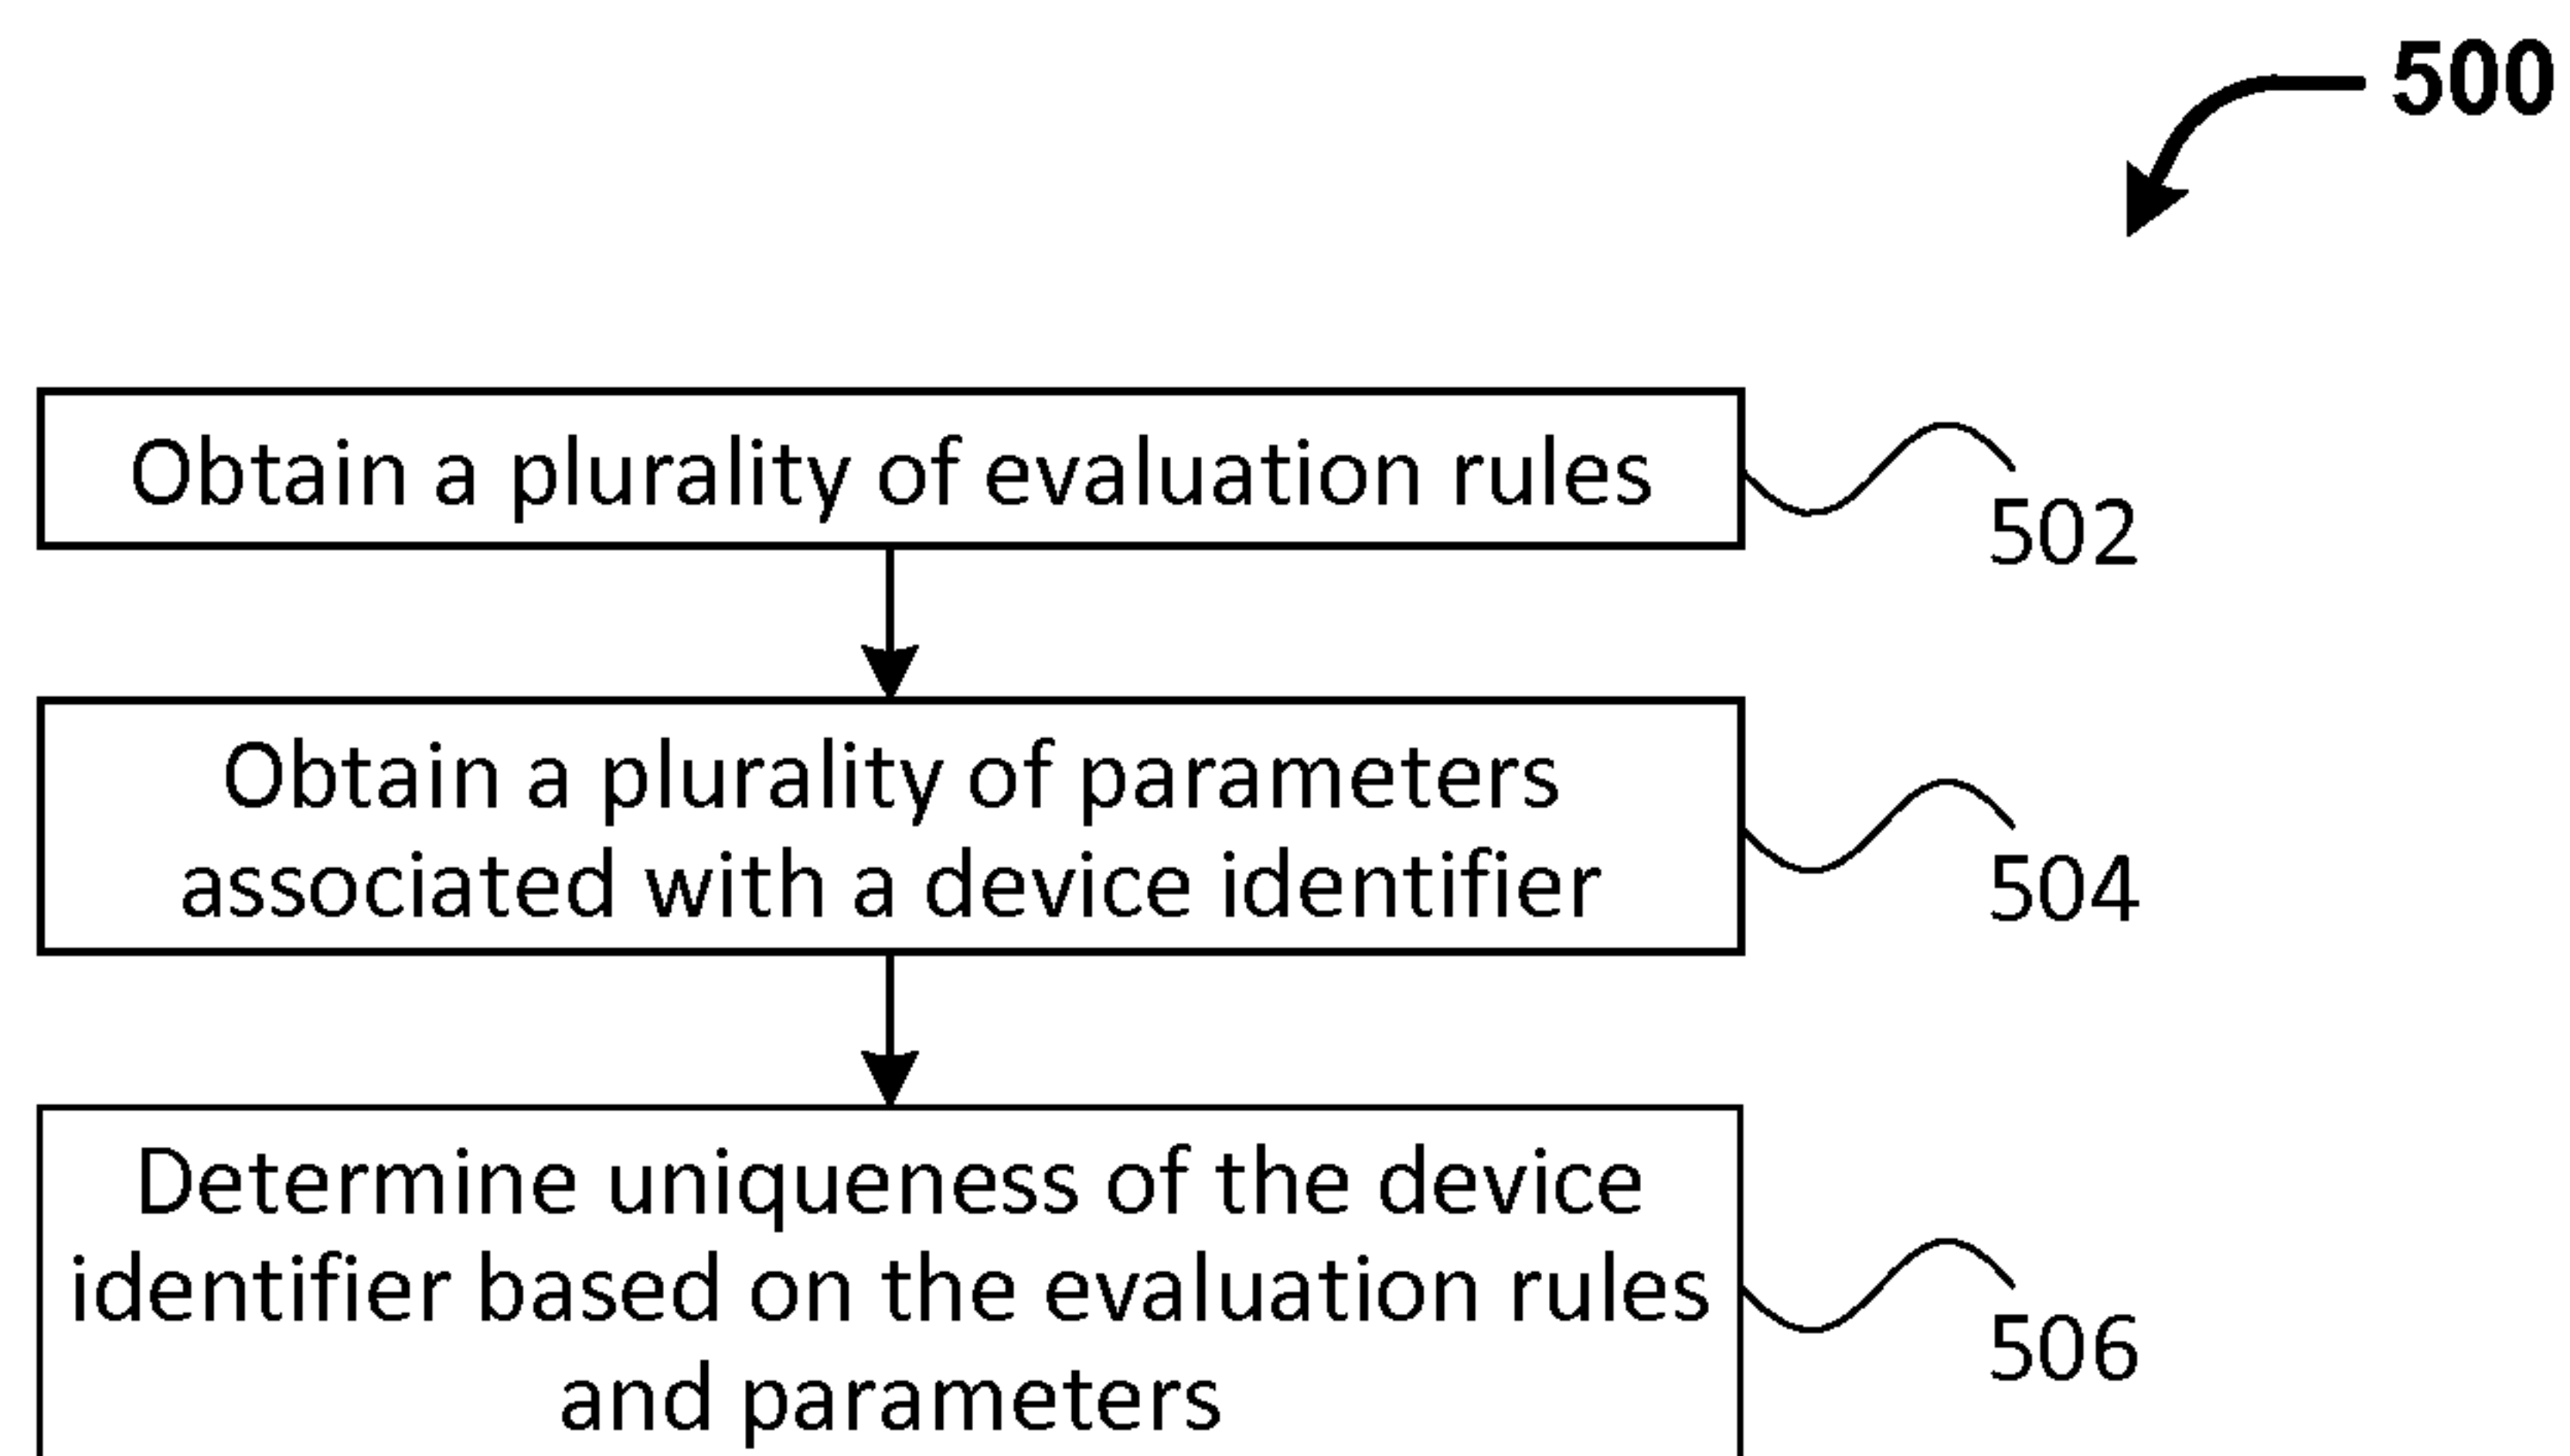 500
Obtain a plurality of evaluation rules
502
Obtain a plurality of parameters
associated with a device identifier
504
Determine uniqueness of the device
identifier based on the evaluation rules
and parameters
506